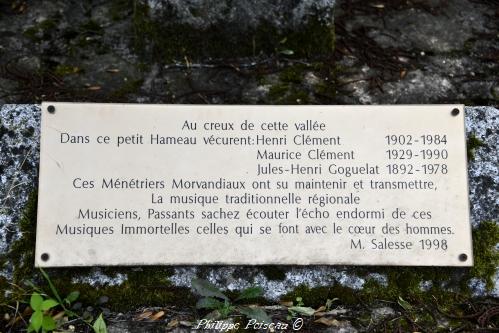 Au creux de cette vallée
Dans ce petit Hameau vécurent: Henri Clément 1902-1984
Maurice Clément 1929-1990
Jules-Henri Goguelat 1892-1978
Ces Ménétriers Morvandiaux ont su maintenir et transmettre,
La musique traditionnelle régionale
Musiciens, Passants sachez écouter l'écho endormi de ces
Musiques Immortelles celles qui se font avec le cœur des hommes.
M. Salesse 1998
Philippe PESEUX